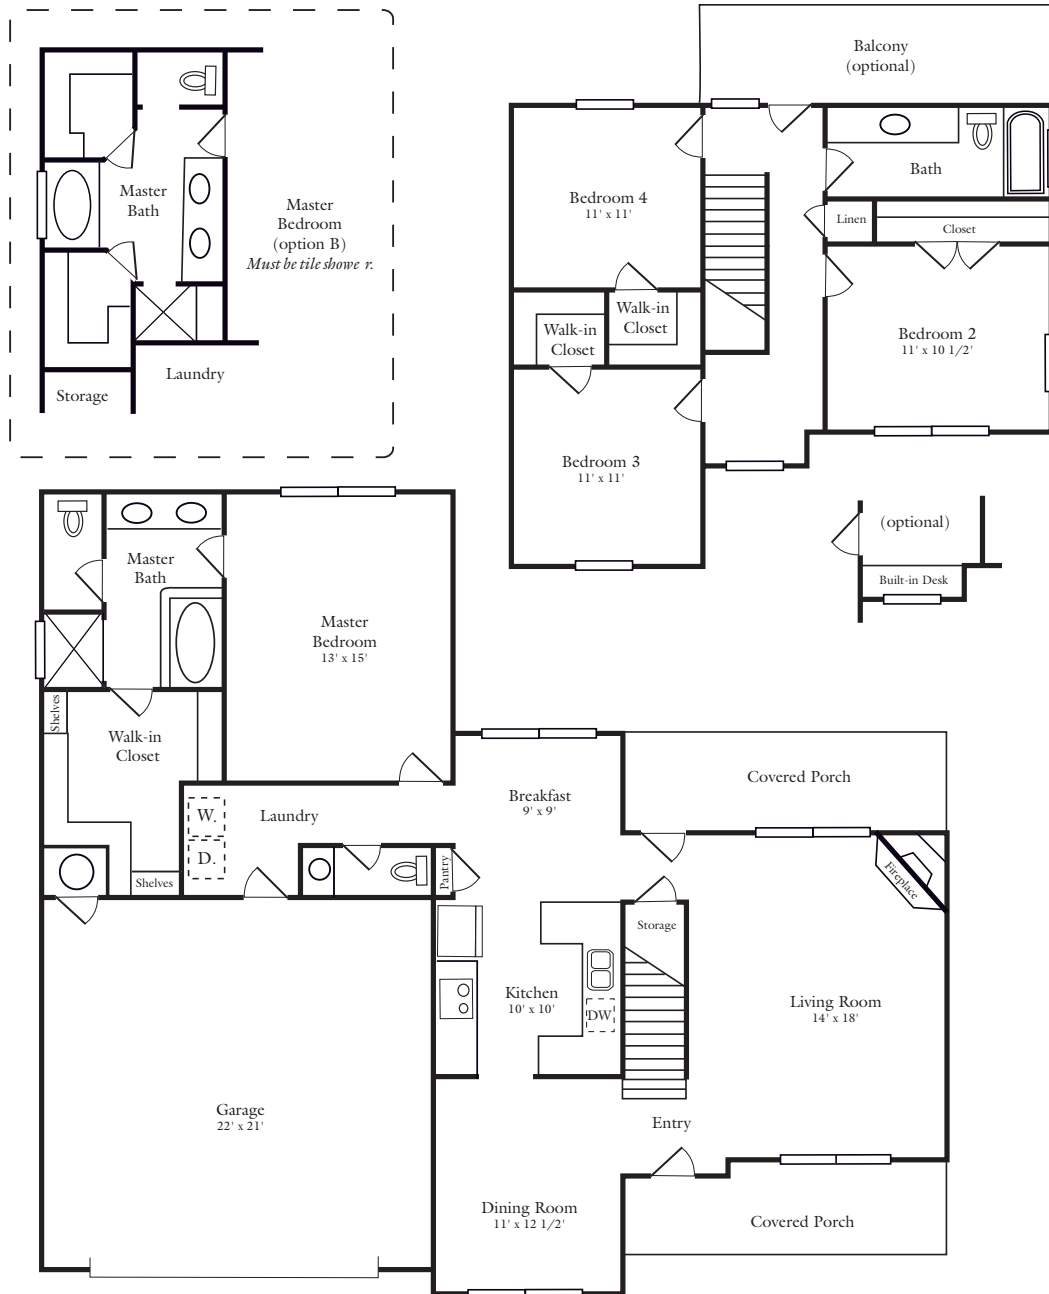 Balcony
(optional)
Master
Bath
Master
Bedroom
(option B)
Must be tile showe r.
Laundry
Storage
Bedroom 4
11' x 11'
Bath
Linen
Closet
Walk-in
Closet
Walk-in
Closet
Bedroom 2
11' x 10 1/2'
Bedroom 3
11' x 11'
(optional)
Built-in Desk
Master
Bath
Master
Bedroom
13' x 15'
Shelves
Walk-in
Closet
Shelves
W.
D.
Laundry
Breakfast
9' x 9'
Covered Porch
Pantry
Fireplace
Storage
Kitchen
10' x 10'
DW
Living Room
14' x 18'
Garage
22' x 21'
Entry
Dining Room
11' x 12 1/2'
Covered Porch